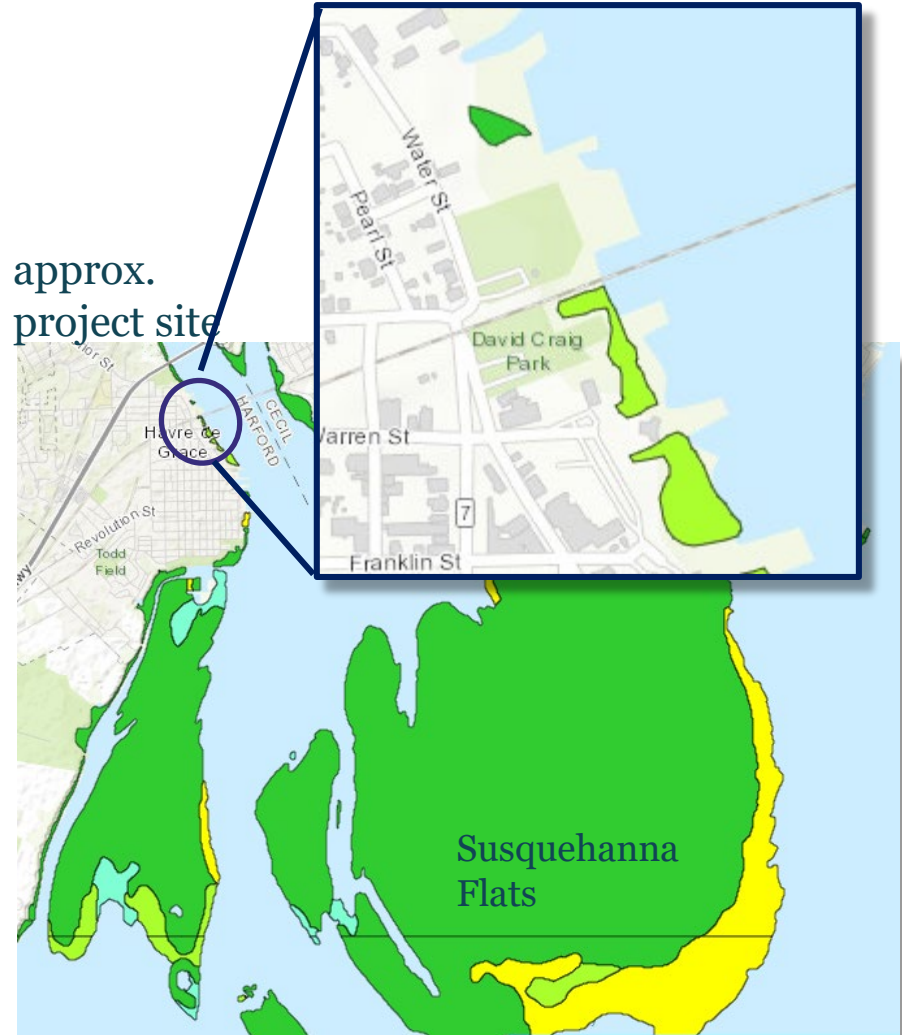 Water St
Pearl St
approx.
project site
David Craig
Park
CECIL
HARFORD
Havre de
Grace
Warren St
7
Revolution St
Franklin St
Todd
Field
Susquehanna
Flats